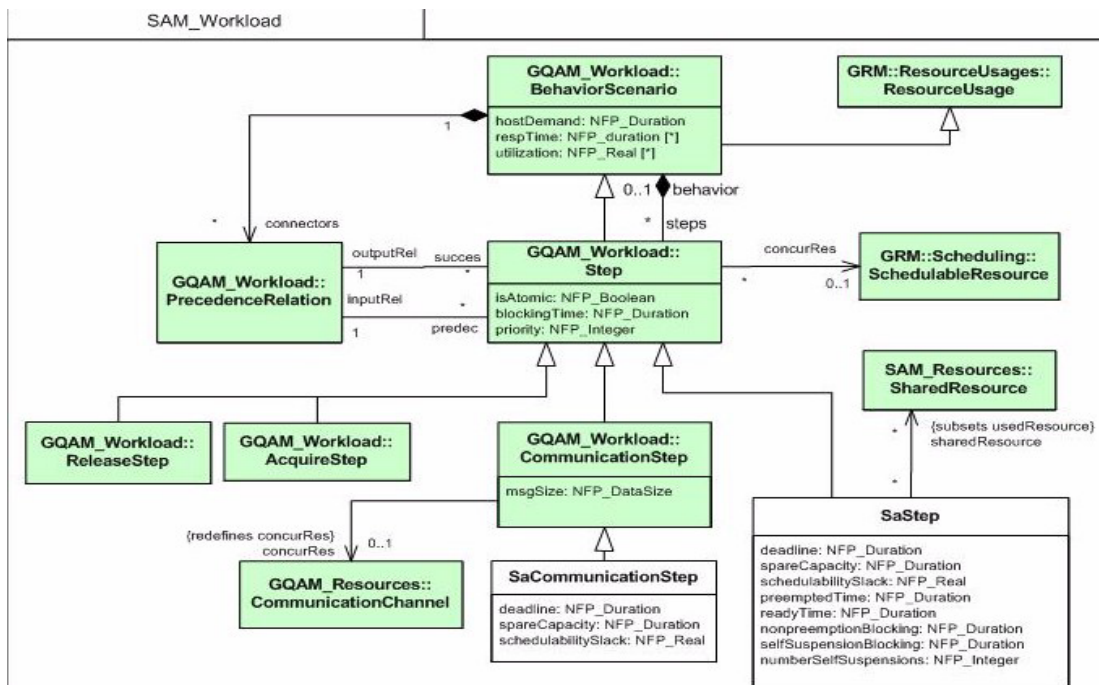 SAM_Workload
GQAM_Workload::
BehaviorScenario
hostDemand: NFP_Duration
respTime: NFP_duration [*]
utilization: NFP_Real [*]
GRM::ResourceUsages::
ResourceUsage
1
0..1
behavior
*
steps
*
connectors
GQAM_Workload::
PrecedenceRelation
outputRel
succes
1
*
inputRel
*
1
predec
GQAM_Workload::
Step
isAtomic: NFP_Boolean
blockingTime: NFP_Duration
priority: NFP_Integer
concurRes
*
0..1
GRM::Scheduling::
SchedulableResource
SAM_Resources::
SharedResource
*
{subsets usedResource}
sharedResource
*
GQAM_Workload::
ReleaseStep
GQAM_Workload::
AcquireStep
GQAM_Workload::
CommunicationStep
msgSize: NFP_DataSize
{redefines concurRes}
concurRes
0..1
GQAM_Resources::
CommunicationChannel
SaCommunicationStep
deadline: NFP_Duration
spareCapacity: NFP_Duration
schedulabilitySlack: NFP_Real
SaStep
deadline: NFP_Duration
spareCapacity: NFP_Duration
schedulabilitySlack: NFP_Real
preemptedTime: NFP_Duration
readyTime: NFP_Duration
nonpreemptionBlocking: NFP_Duration
selfSuspensionBlocking: NFP_Duration
numberSelfSuspensions: NFP_Integer